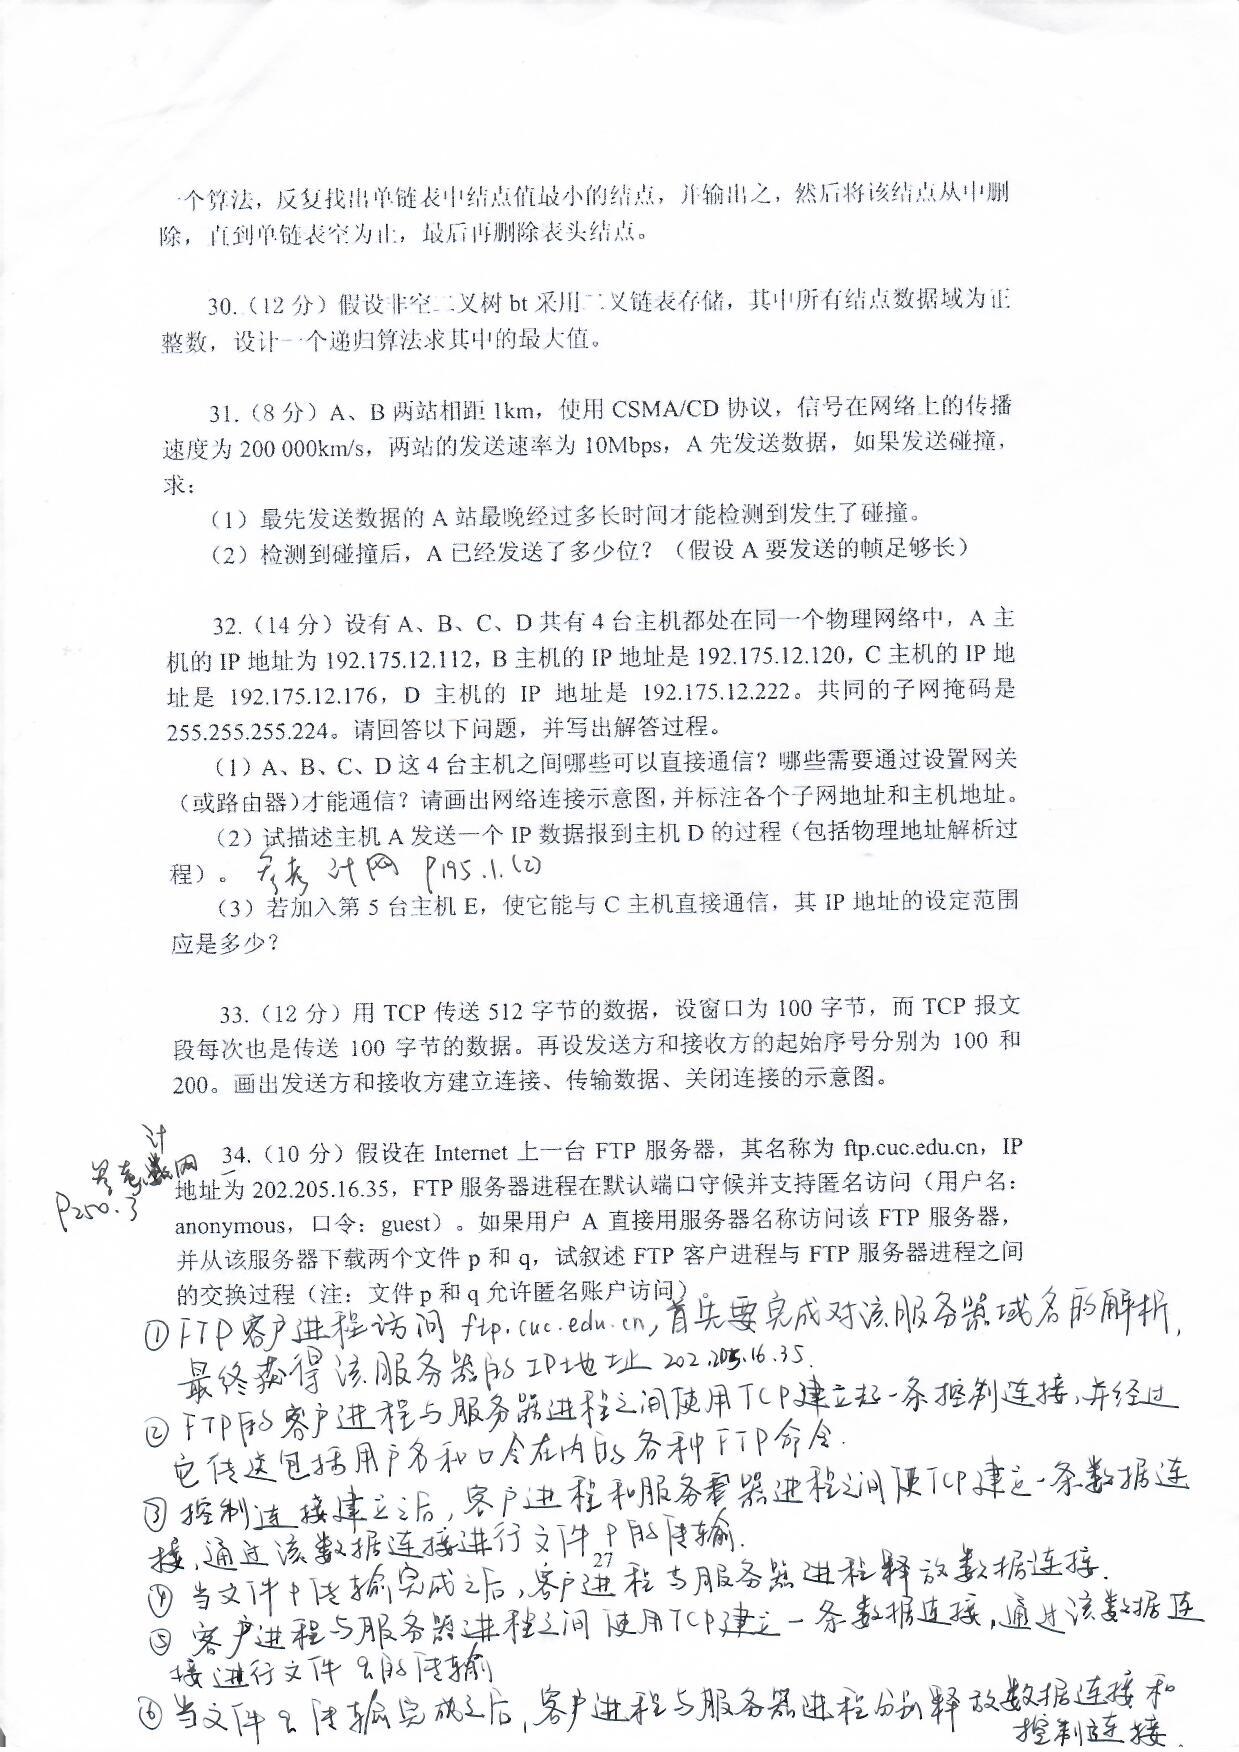 一个算法，反复找出单链表中结点值最小的结点，并输出之，然后将该结点从中删
除，直到单链表空为止，最后再删除表头结点。
30.（12 分）假设非空二叉树 bt 采用二叉链表存储，其中所有结点数据域为正
整数，设计一个递归算法求其中的最大值。
31.（8 分）A、B 两站相距 1km，使用 CSMA/CD 协议，信号在网络上的传播
速度为 200 000km/s，两站的发送速率为 10Mbps，A 先发送数据，如果发送碰撞，
求：
（1）最先发送数据的 A 站最晚经过多长时间才能检测到发生了碰撞。
（2）检测到碰撞后，A 已经发送了多少位？（假设 A 要发送的帧足够长）
32.（14 分）设有 A、B、C、D 共有 4 台主机都处在同一个物理网络中，A 主
机的 IP 地址为 192.175.12.112，B 主机的 IP 地址是 192.175.12.120，C 主机的 IP 地
址是 192.175.12.176，D 主机的 IP 地址是 192.175.12.222。共同的子网掩码是
255.255.255.224。请回答以下问题，并写出解答过程。
（1）A、B、C、D 这 4 台主机之间哪些可以直接通信？哪些需要通过设置网关
（或路由器）才能通信？请画出网络连接示意图，并标注各个子网地址和主机地址。
（2）试描述主机 A 发送一个 IP 数据报到主机 D 的过程（包括物理地址解析过
程）。参考 计网 P195.1.(2)
（3）若加入第 5 台主机 E，使它能与 C 主机直接通信，其 IP 地址的设定范围
应是多少？
33.（12 分）用 TCP 传送 512 字节的数据，设窗口为 100 字节，而 TCP 报文
段每次也是传送 100 字节的数据。再设发送方和接收方的起始序号分别为 100 和
200。画出发送方和接收方建立连接、传输数据、关闭连接的示意图。
计
参考 网
P250.3
34.（10 分）假设在 Internet 上一台 FTP 服务器，其名称为 ftp.cuc.edu.cn，IP
地址为 202.205.16.35，FTP 服务器进程在默认端口守候并支持匿名访问（用户名：
anonymous，口令：guest）。如果用户 A 直接用服务器名称访问该 FTP 服务器，
并从该服务器下载两个文件 p 和 q，试叙述 FTP 客户进程与 FTP 服务器进程之间
的交换过程（注：文件 p 和 q 允许匿名账户访问）。
① FTP客户进程访问 ftp.cuc.edu.cn, 首先要完成对该服务器域名的解析,
最终获得该服务器的IP地址 202.205.16.35.
② FTP的客户进程与服务器进程之间使用TCP建立起一条控制连接,并经过
它传送包括用户名和口令在内的各种FTP命令.
③ 控制连接建立之后,客户进程和服务器进程之间使TCP建立一条数据连
接,通过该数据连接进行文件P的传输.
27
④ 当文件P传输完成之后,客户进程与服务器进程释放数据连接.
⑤ 客户进程与服务器进程之间使用TCP建立一条数据连接,通过该数据连
接进行文件q的传输
⑥ 当文件q传输完成之后,客户进程与服务器进程分别释放数据连接和
控制连接.